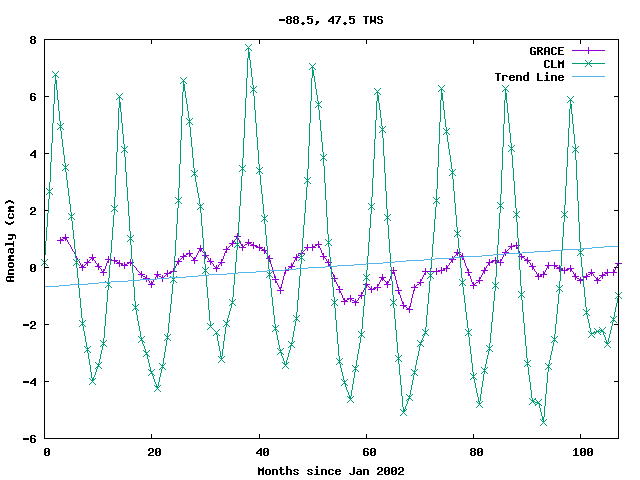 -88.5, 47.5 TWS
GRACE
CLM
Trend Line
8
6
4
2
0
-2
-4
-6
Anomaly (cm)
0 20 40 60 80 100
Months since Jan 2002